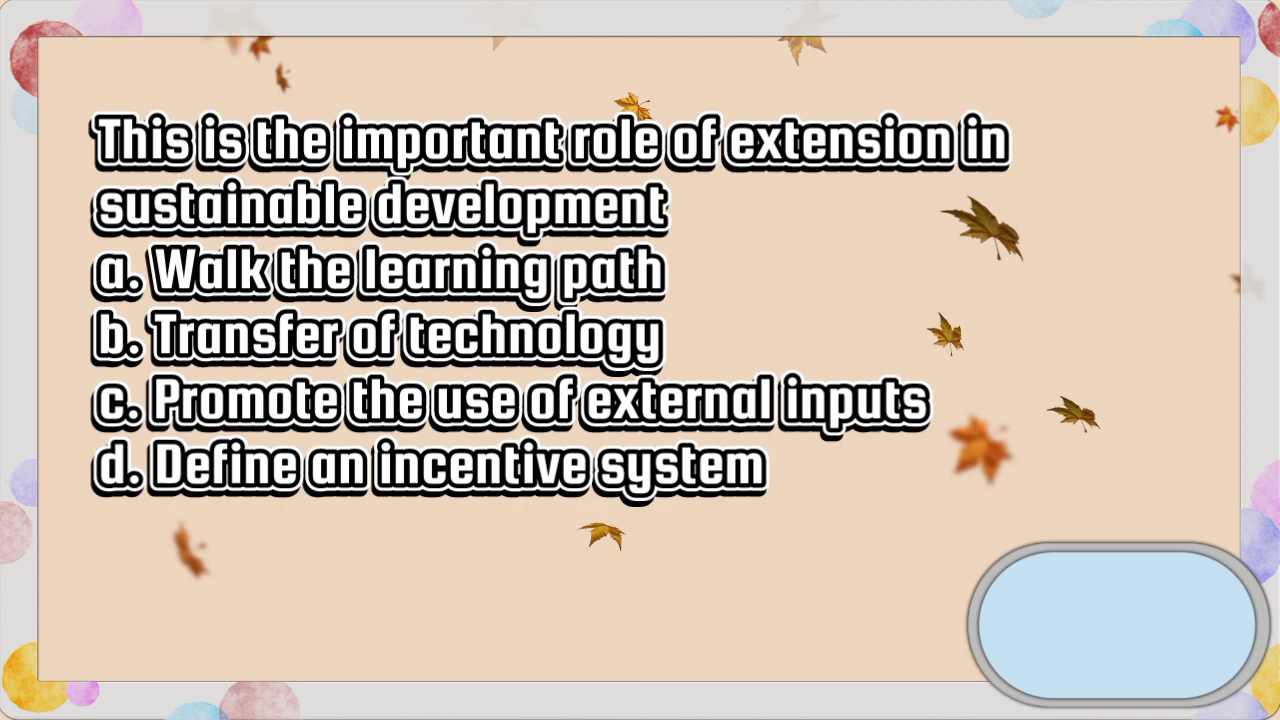 This is the important role of extension in
sustainable development
a. Walk the learning path
b. Transfer of technology
c. Promote the use of external inputs
d. Define an incentive system